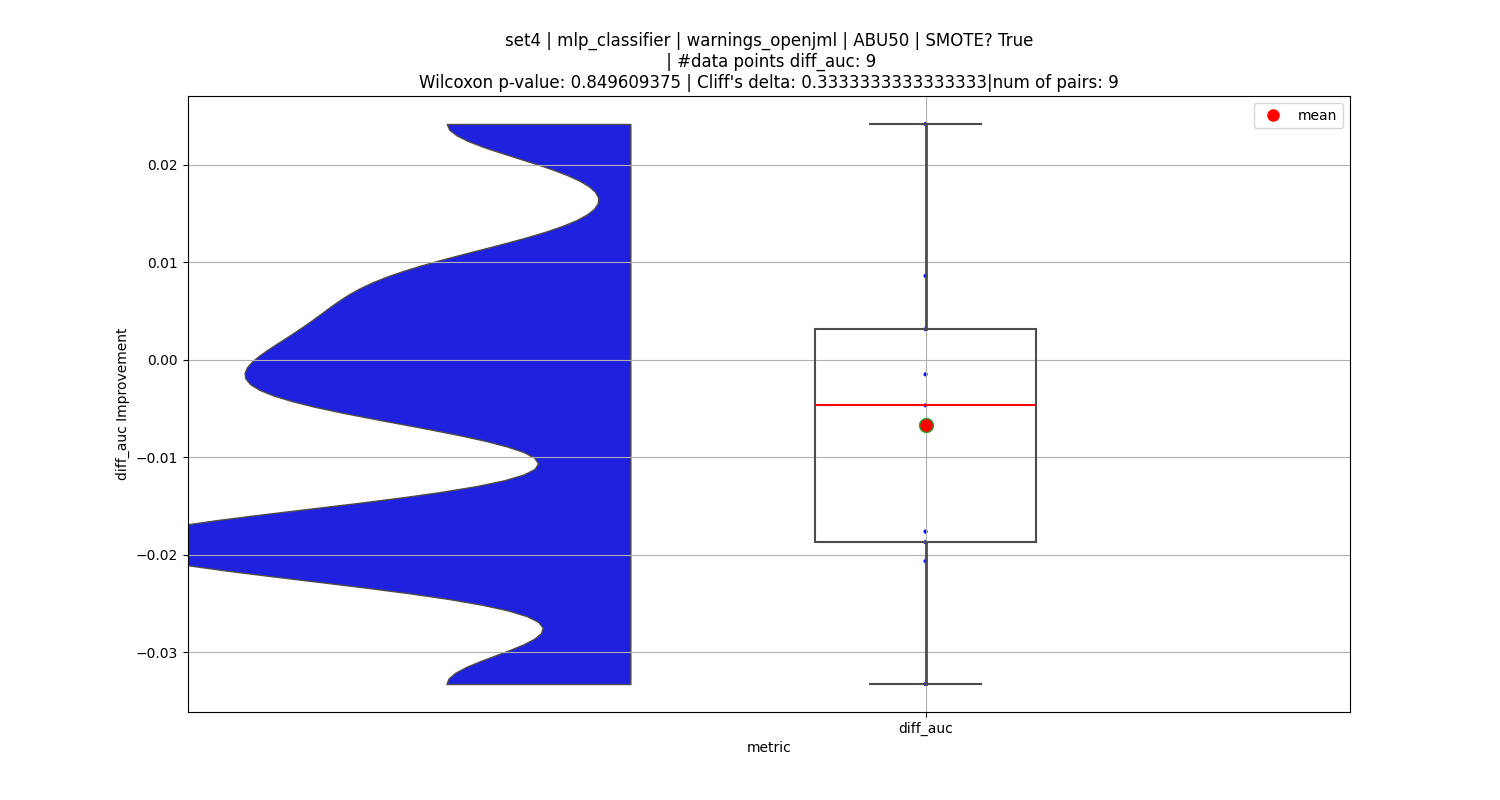 set4 | mlp_classifier | warnings_openjml | ABU50 | SMOTE? True
| #data points diff_auc: 9
Wilcoxon p-value: 0.849609375 | Cliff's delta: 0.3333333333333333|num of pairs: 9
mean
0.02
0.01
0.00
−0.01
−0.02
−0.03
diff_auc Improvement
diff_auc
metric